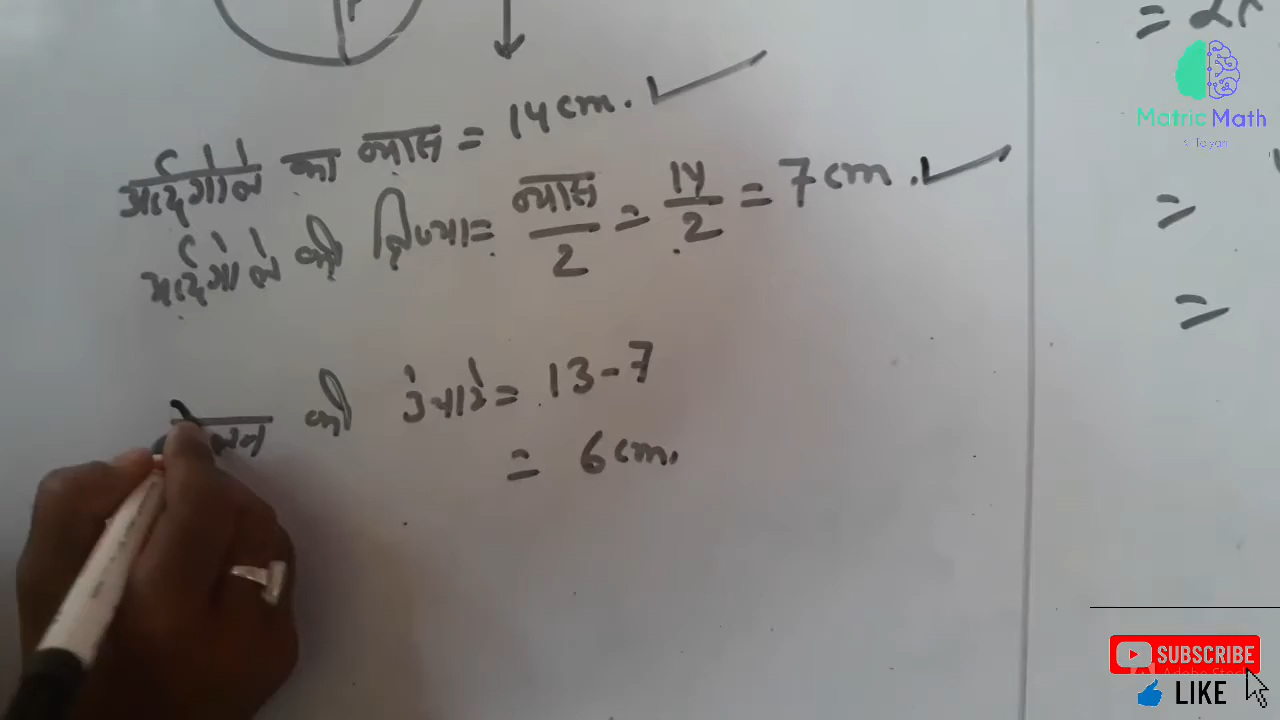 r
= 2π
Matric Math
अर्द्धगोले का व्यास = 14 cm.
अर्द्धगोले की त्रिज्या = व्यास/2 = 14/2 = 7 cm.
=
=
की ऊंचाई = 13-7
= 6 cm.
SUBSCRIBE
LIKE